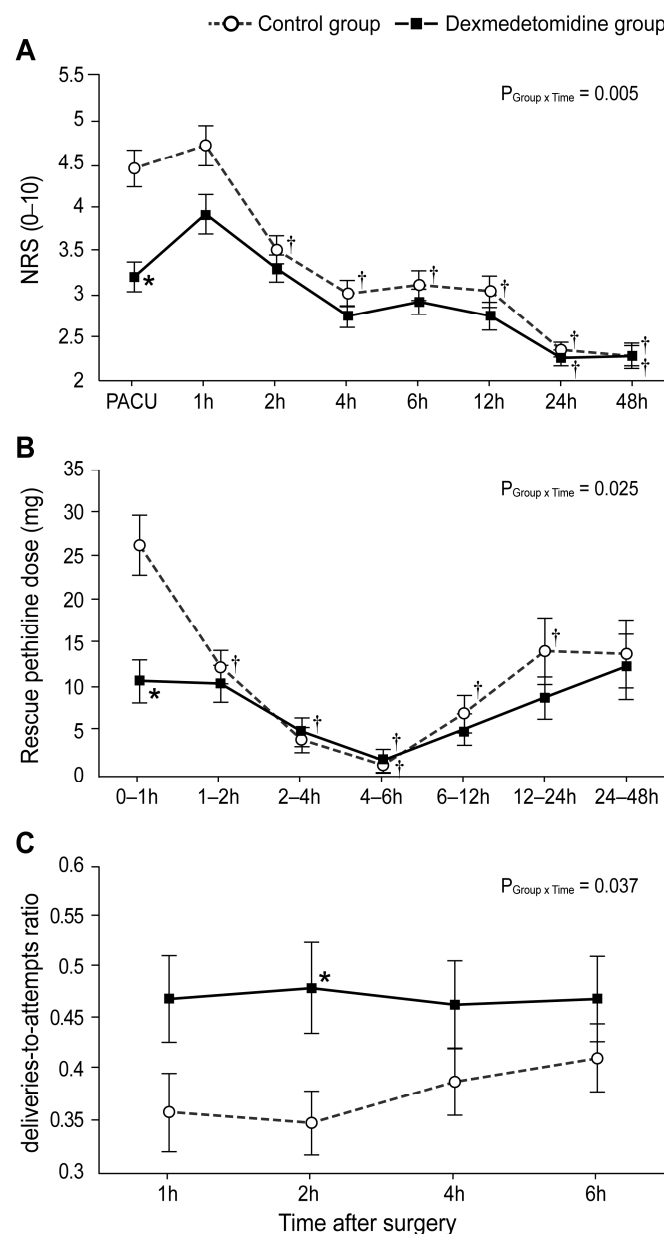 Control group Dexmedetomidine group
A
P Group x Time = 0.005
NRS (0–10)
5.5
5
4.5
4
3.5
3
2.5
2
*
†
†
†
†
†
†
†
†
PACU 1h 2h 4h 6h 12h 24h 48h
B
P Group x Time = 0.025
Rescue pethidine dose (mg)
35
30
25
20
15
10
5
0
*
†
†
†
†
†
†
0–1h 1–2h 2–4h 4–6h 6–12h 12–24h 24–48h
C
P Group x Time = 0.037
deliveries-to-attempts ratio
0.6
0.55
0.5
0.45
0.4
0.35
0.3
*
1h 2h 4h 6h
Time after surgery